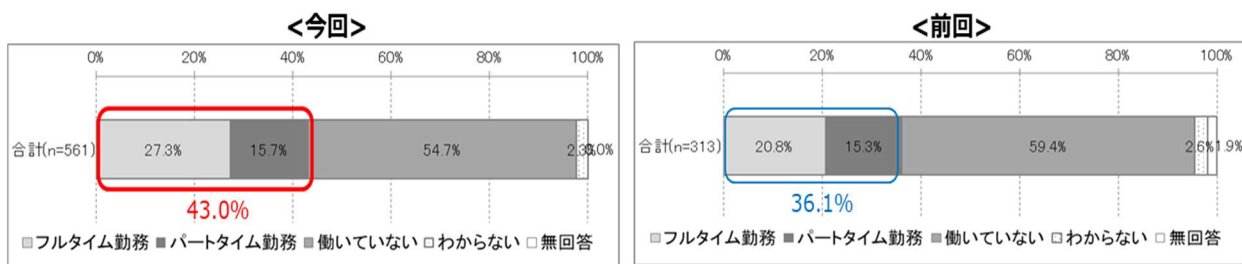 <今回>
0% 20% 40% 60% 80% 100%
合計(n=561) 27.3% 15.7% 54.7% 2.3% 0.0%
43.0%
フルタイム勤務 パートタイム勤務 働いていない わからない 無回答
<前回>
0% 20% 40% 60% 80% 100%
合計(n=313) 20.8% 15.3% 59.4% 2.6% 1.9%
36.1%
フルタイム勤務 パートタイム勤務 働いていない わからない 無回答